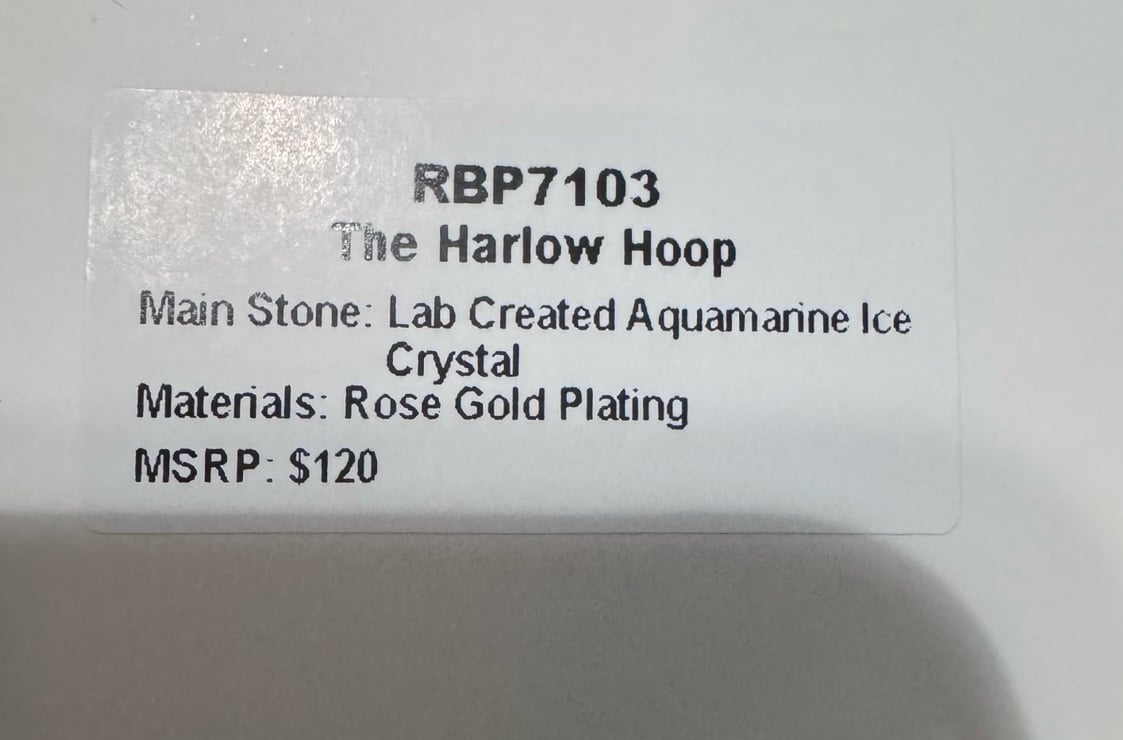 RBP7103
The Harlow Hoop
Main Stone: Lab Created Aquamarine Ice
Crystal
Materials: Rose Gold Plating
MSRP: $120